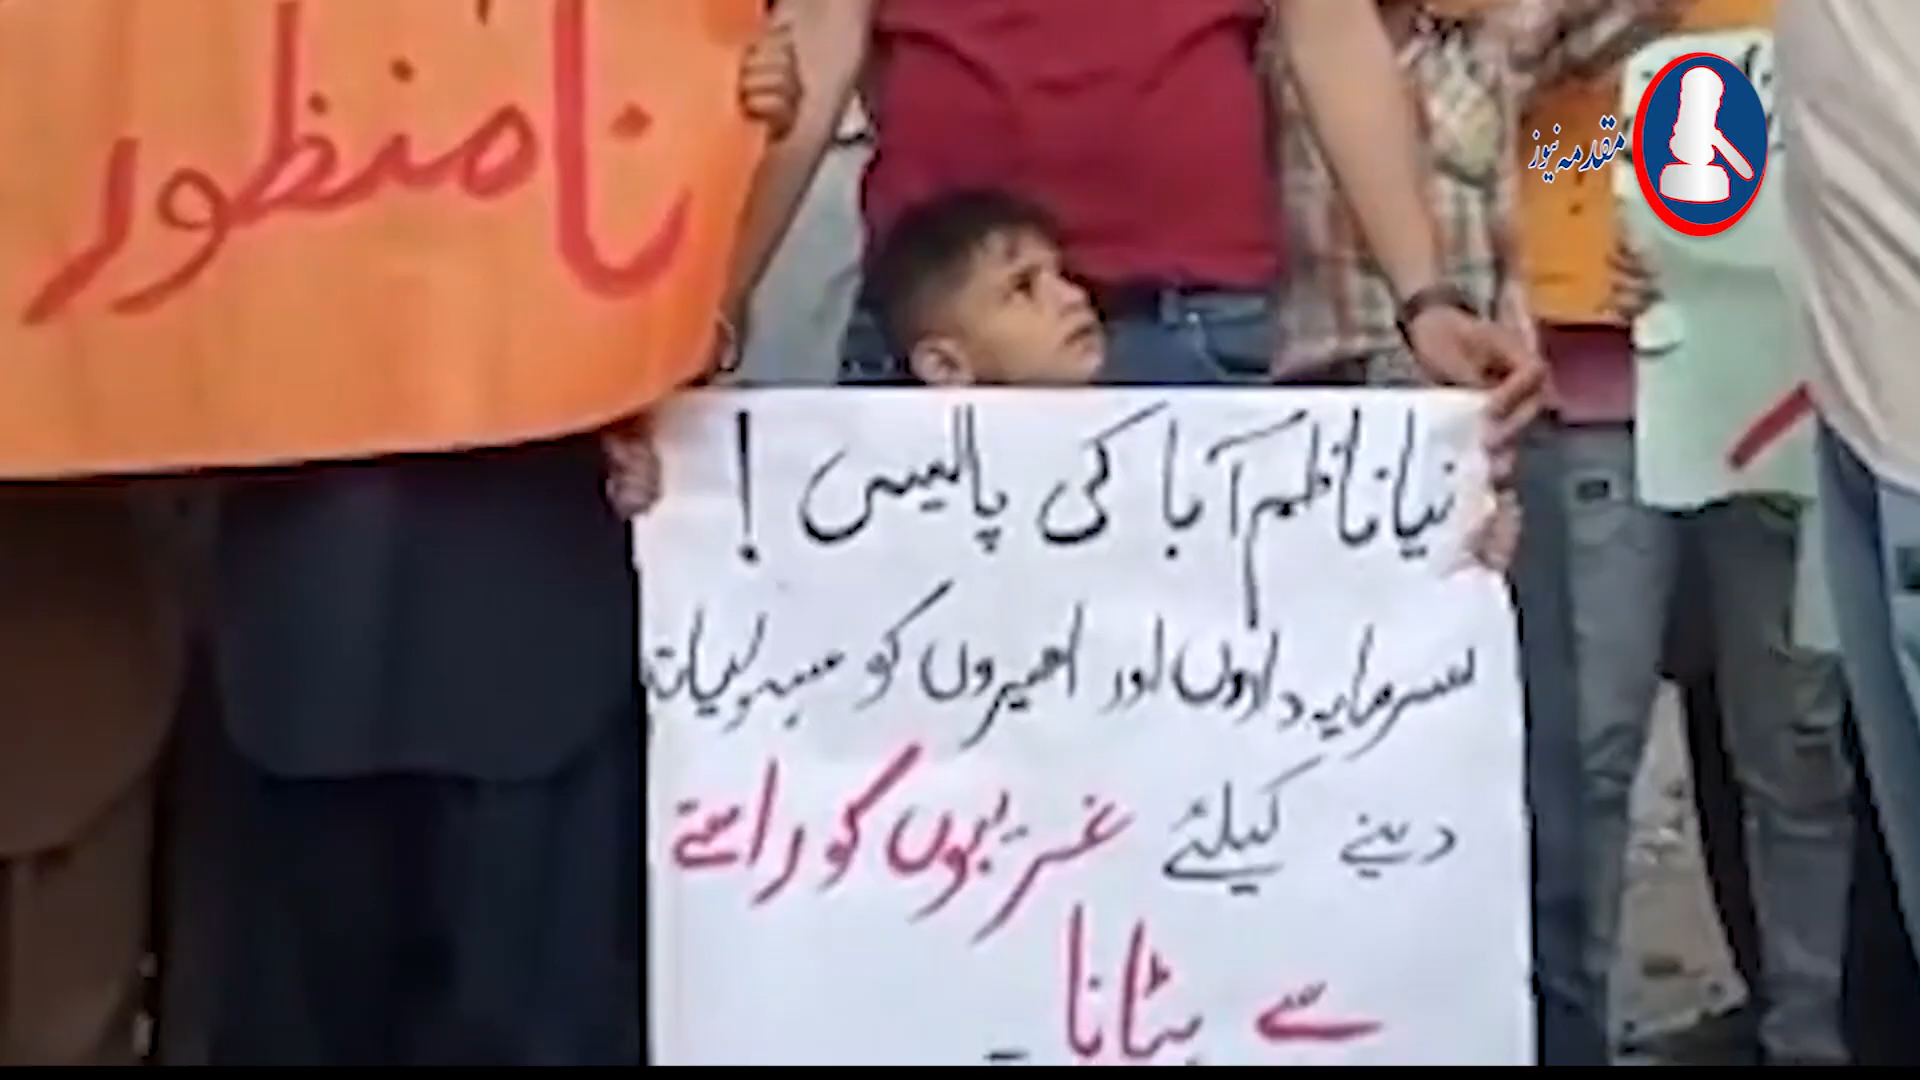 نامنظور
مقدمہ نیوز
نیا ناظم آباد کی پالیسی !
سرمایہ داروں اور امیروں کو سہولیات
دینے کیلئے غریبوں کو راستے
سے ہٹانا -